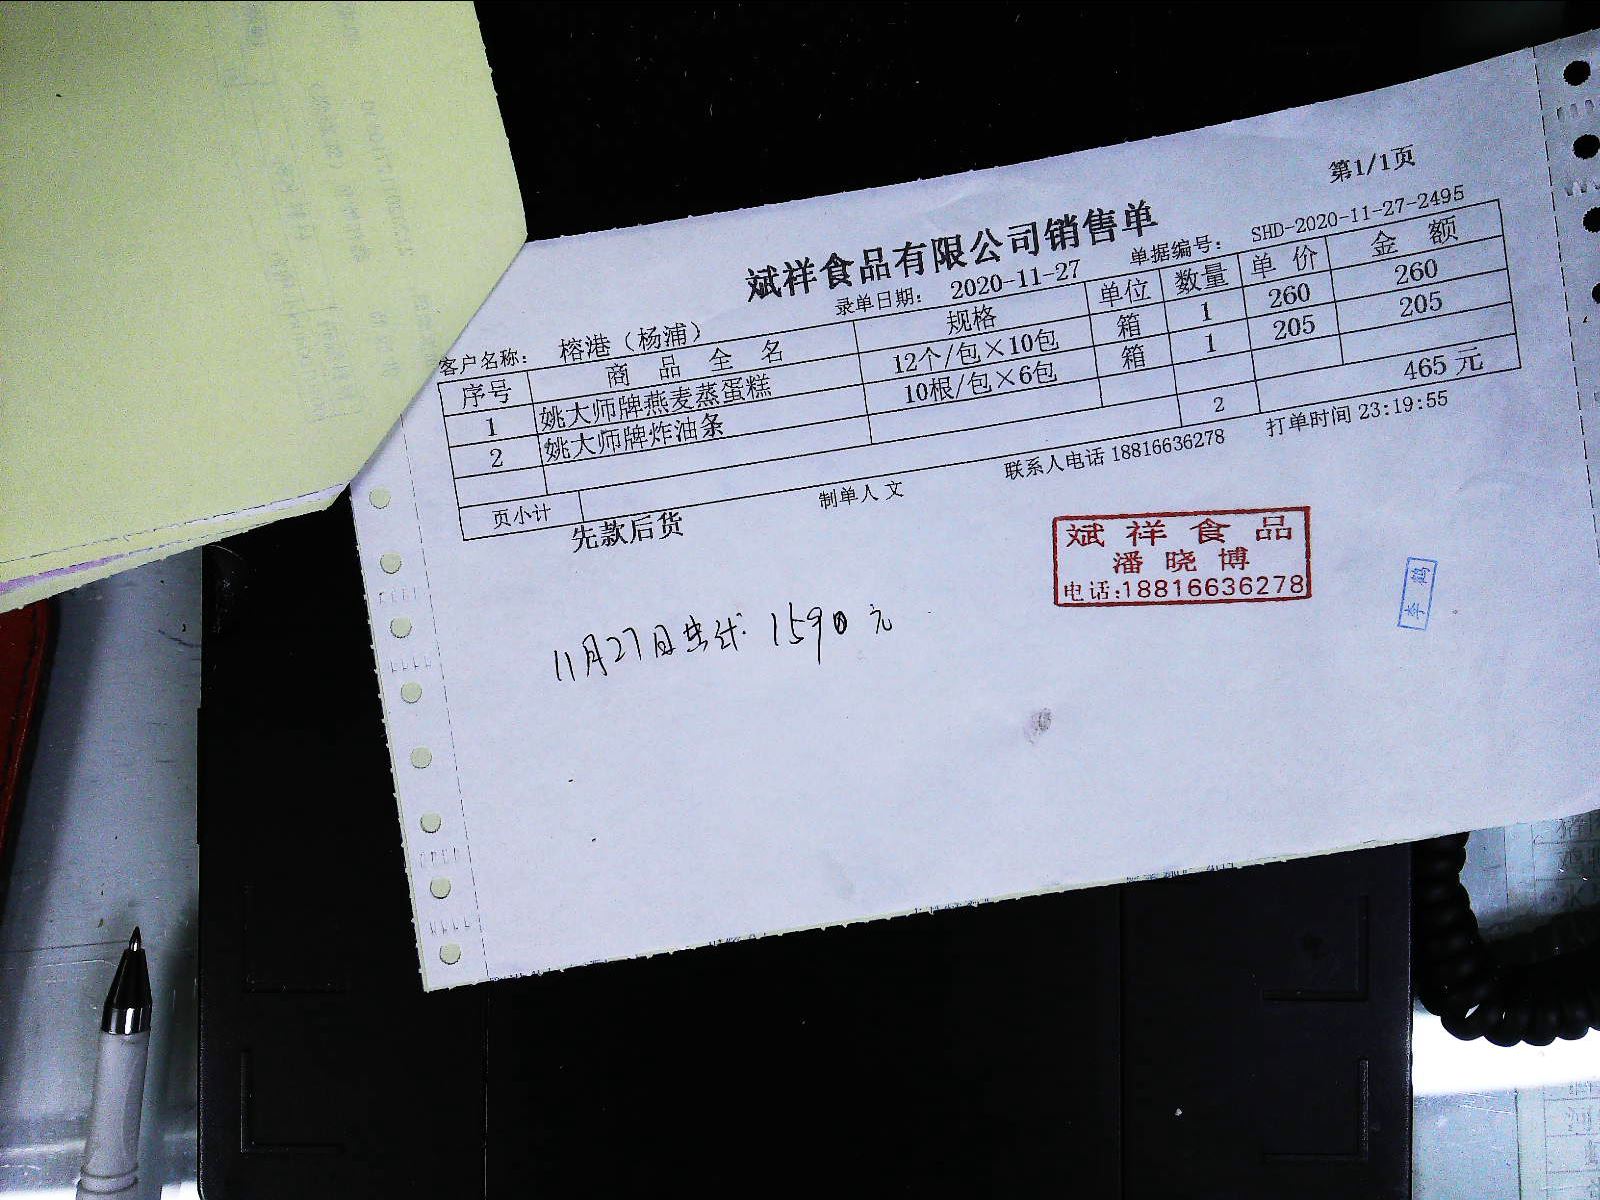 第1/1页
斌祥食品有限公司销售单
客户名称： 榕港（杨浦） 录单日期： 2020-11-27 单据编号： SHD-2020-11-27-2495
序号 商品全名 规格 单位 数量 单价 金额
1 姚大师牌燕麦蒸蛋糕 12个/包×10包 箱 1 260 260
2 姚大师牌炸油条 10根/包×6包 箱 1 205 205
页小计 2 465 元
先款后货 制单人 文 联系人电话 18816636278 打单时间 23:19:55
斌祥食品
潘晓博
电话:18816636278
李鹤
11月27日共计 1590 元